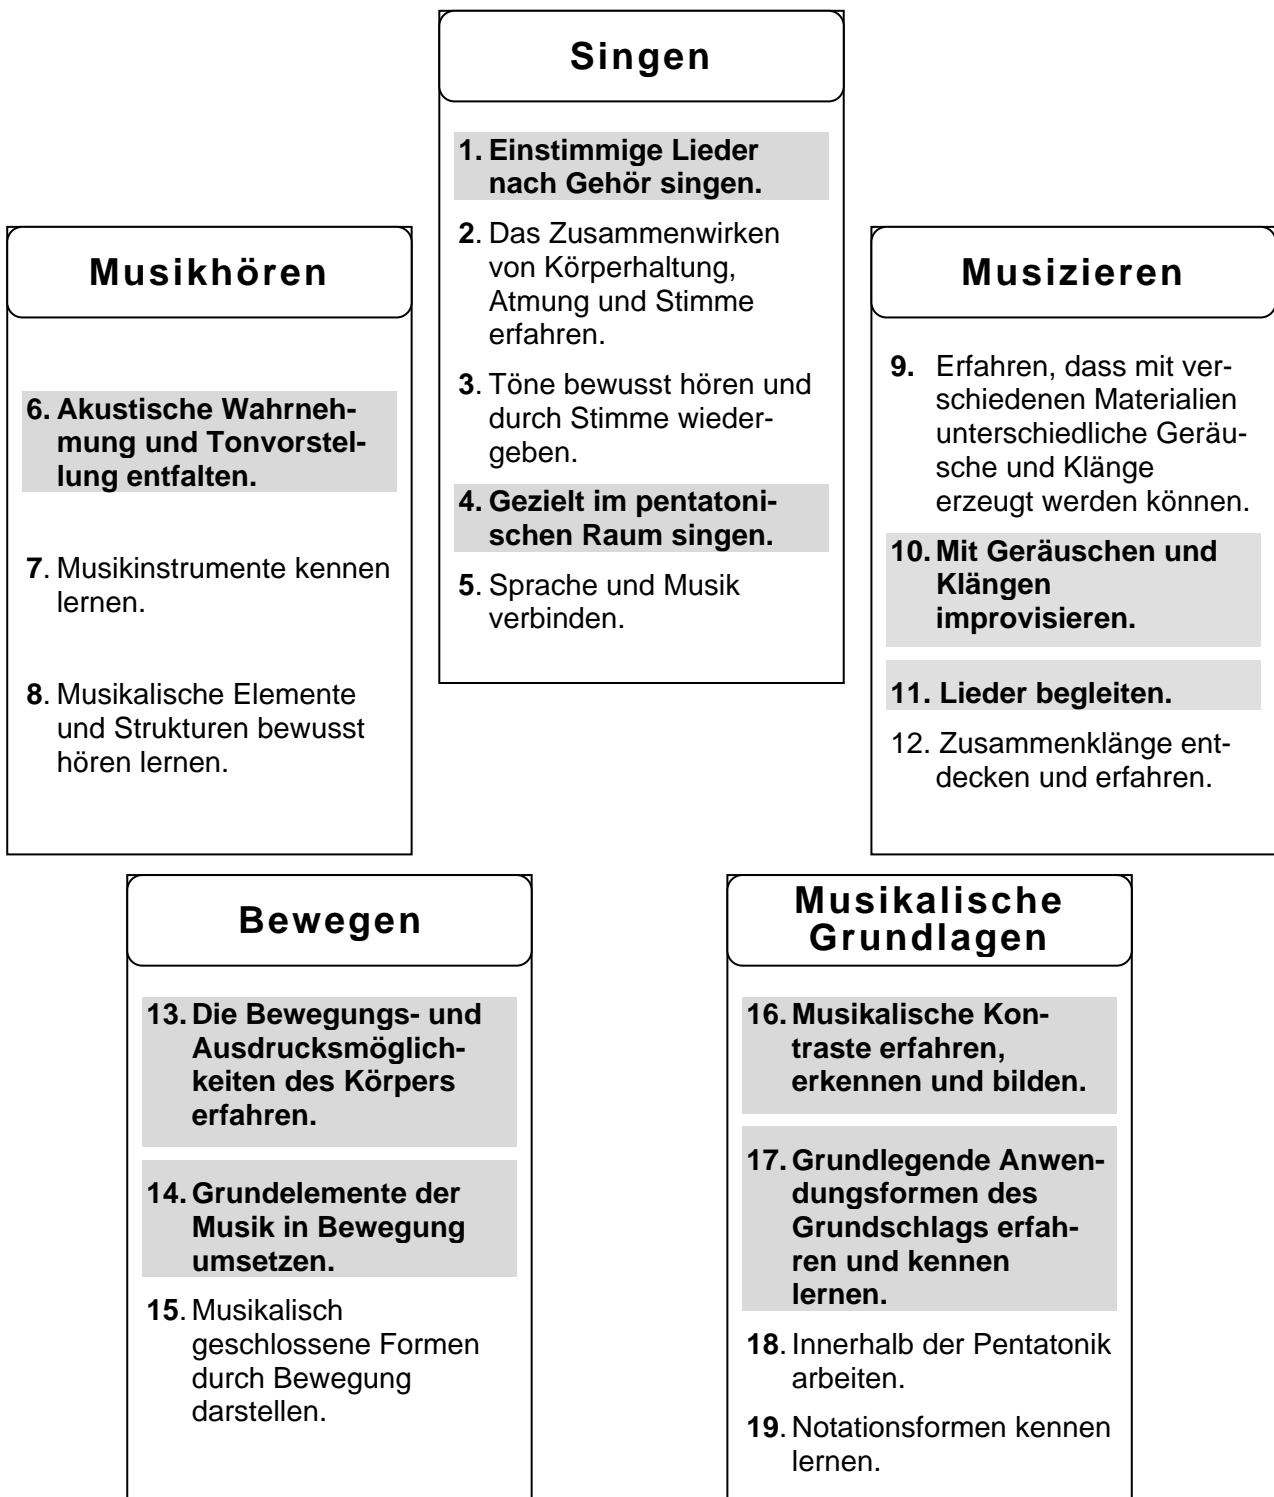 Singen
1. Einstimmige Lieder
nach Gehör singen.
2. Das Zusammenwirken
von Körperhaltung,
Atmung und Stimme
erfahren.
3. Töne bewusst hören und
durch Stimme wieder-
geben.
4. Gezielt im pentatoni-
schen Raum singen.
5. Sprache und Musik
verbinden.
Musikhören
6. Akustische Wahrneh-
mung und Tonvorstel-
lung entfalten.
7. Musikinstrumente kennen
lernen.
8. Musikalische Elemente
und Strukturen bewusst
hören lernen.
Musizieren
9. Erfahren, dass mit ver-
schiedenen Materialien
unterschiedliche Geräu-
sche und Klänge
erzeugt werden können.
10. Mit Geräuschen und
Klängen
improvisieren.
11. Lieder begleiten.
12. Zusammenklänge ent-
decken und erfahren.
Bewegen
13. Die Bewegungs- und
Ausdrucksmöglich-
keiten des Körpers
erfahren.
14. Grundelemente der
Musik in Bewegung
umsetzen.
15. Musikalisch
geschlossene Formen
durch Bewegung
darstellen.
Musikalische
Grundlagen
16. Musikalische Kon-
traste erfahren,
erkennen und bilden.
17. Grundlegende Anwen-
dungsformen des
Grundschlags erfah-
ren und kennen
lernen.
18. Innerhalb der Pentatonik
arbeiten.
19. Notationsformen kennen
lernen.